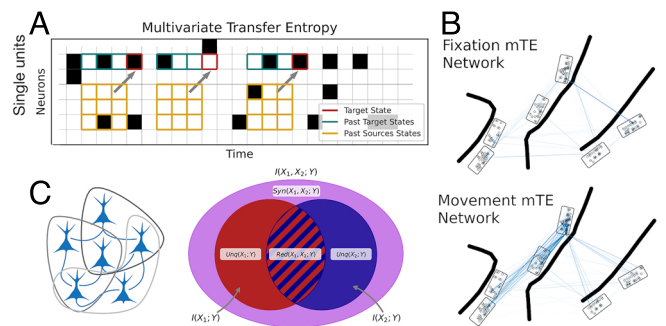 A
Multivariate Transfer Entropy
Single units
Neurons
Target State
Past Target States
Past Sources States
Time
B
Fixation mTE
Network
Movement mTE
Network
C
I(X₁, X₂; Y)
Syn(X₁, X₂; Y)
Unq(X₁; Y)
Red(X₁, X₂; Y)
Unq(X₂; Y)
I(X₁; Y)
I(X₂; Y)